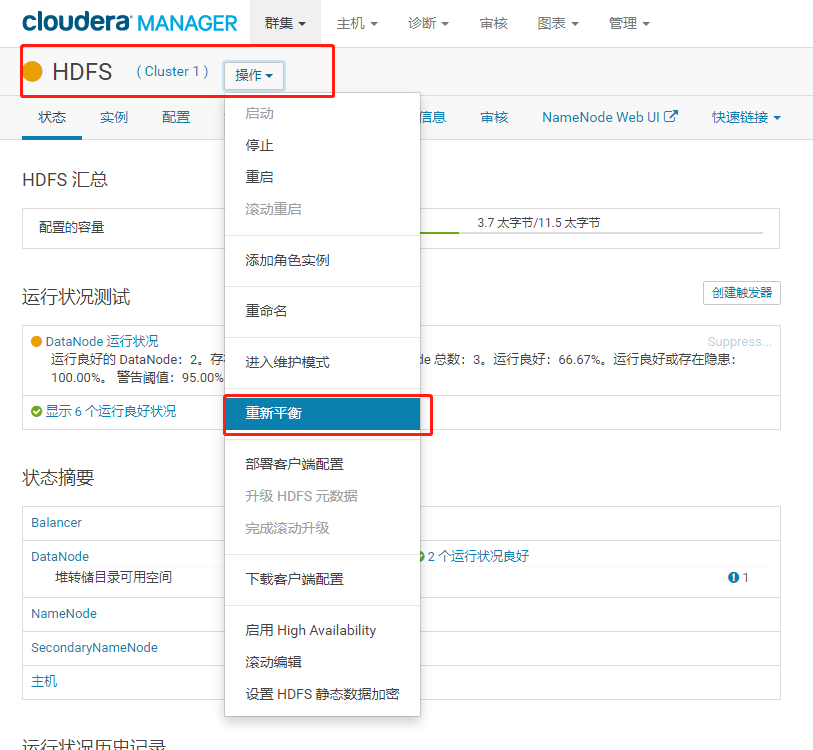 cloudera MANAGER 群集 主机 诊断 审核 图表 管理
HDFS ( Cluster 1 ) 操作
状态 实例 配置 信息 审核 NameNode Web UI 快速链接
启动
停止
重启
滚动重启
添加角色实例
重命名
进入维护模式
重新平衡
部署客户端配置
升级 HDFS 元数据
完成滚动升级
下载客户端配置
启用 High Availability
滚动编辑
设置 HDFS 静态数据加密
HDFS 汇总
配置的容量 3.7 太字节/11.5 太字节
运行状况测试 创建触发器
DataNode 运行状况 Suppress...
运行良好的 DataNode：2。存 de 总数：3。运行良好：66.67%。运行良好或存在隐患：
100.00%。 警告阈值：95.00%
显示 6 个运行良好状况
状态摘要
Balancer
DataNode 2 个运行状况良好
堆转储目录可用空间 1
NameNode
SecondaryNameNode
主机
运行状况历史记录